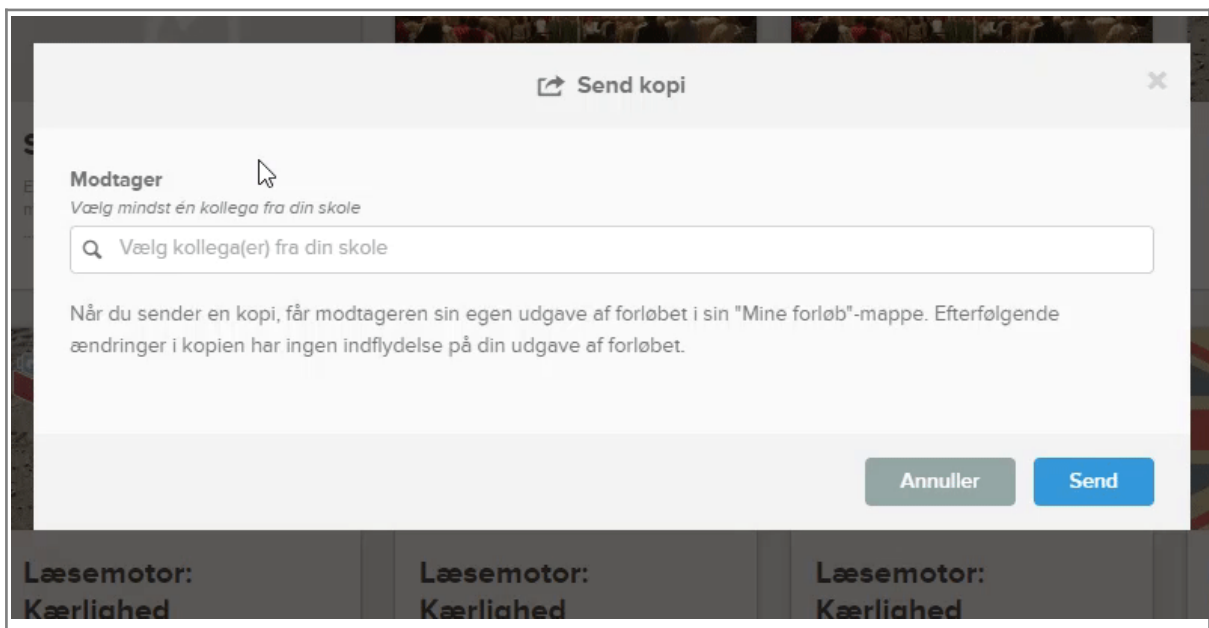 Send kopi
Modtager
Vælg mindst én kollega fra din skole
Vælg kollega(er) fra din skole
Når du sender en kopi, får modtageren sin egen udgave af forløbet i sin "Mine forløb"-mappe. Efterfølgende
ændringer i kopien har ingen indflydelse på din udgave af forløbet.
Annuller
Send
Læsemotor:
Kærlighed
Læsemotor:
Kærlighed
Læsemotor:
Kærlighed